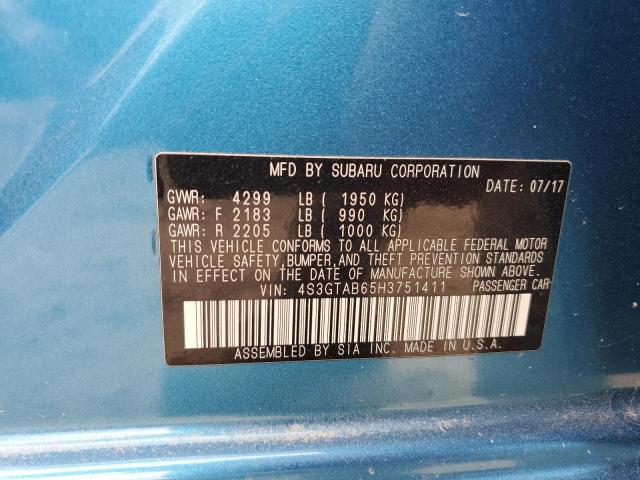 MFD BY SUBARU CORPORATION
DATE: 07/17
GVWR: 4299 LB ( 1950 KG)
GAWR: F 2183 LB ( 990 KG)
GAWR: R 2205 LB ( 1000 KG)
THIS VEHICLE CONFORMS TO ALL APPLICABLE FEDERAL MOTOR
VEHICLE SAFETY,BUMPER,AND THEFT PREVENTION STANDARDS
IN EFFECT ON THE DATE OF MANUFACTURE SHOWN ABOVE.
VIN: 4S3GTAB65H3751411 PASSENGER CAR
ASSEMBLED BY SIA INC. MADE IN U.S.A.